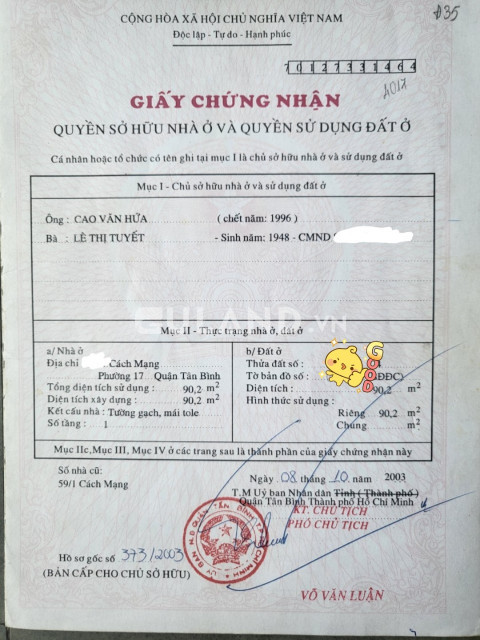 CỘNG HÒA XÃ HỘI CHỦ NGHĨA VIỆT NAM
Độc lập - Tự do - Hạnh phúc
70127331464
2017
GIẤY CHỨNG NHẬN
QUYỀN SỞ HỮU NHÀ Ở VÀ QUYỀN SỬ DỤNG ĐẤT Ở
Cá nhân hoặc tổ chức có tên ghi tại mục I là chủ sở hữu nhà ở và sử dụng đất ở
Mục I - Chủ sở hữu nhà ở và sử dụng đất ở
Ông : CAO VĂN HỨA ( chết năm: 1996 )
Bà : LÊ THỊ TUYẾT - Sinh năm: 1948 - CMND
GULAND.VN
Mục II - Thực trạng nhà ở, đất ở
a/ Nhà ở
Địa chỉ Cách Mạng
Phường 17 Quận Tân Bình
Tổng diện tích sử dụng : 90,2 m2
Diện tích xây dựng : 90,2 m2
Kết cấu nhà : Tường gạch, mái tole
Số tầng : 1
b/ Đất ở
Thửa đất số :
Tờ bản đồ số : ĐĐC)
Diện tích : 90,2 m2
Hình thức sử dụng :
Riêng 90,2 m2
Chung m2
GOOD
Mục IIc, Mục III, Mục IV ở các trang sau là thành phần của giấy chứng nhận này
Số nhà cũ:
59/1 Cách Mạng
Ngày 08 tháng 10 năm 2003
T.M Uỷ ban Nhân dân Tỉnh ( Thành phố )
Quận Tân Bình Thành phố Hồ Chí Minh
KT. CHỦ TỊCH
PHÓ CHỦ TỊCH
Hồ sơ gốc số 373/2003
(BẢN CẤP CHO CHỦ SỞ HỮU)
VÕ VĂN LUẬN